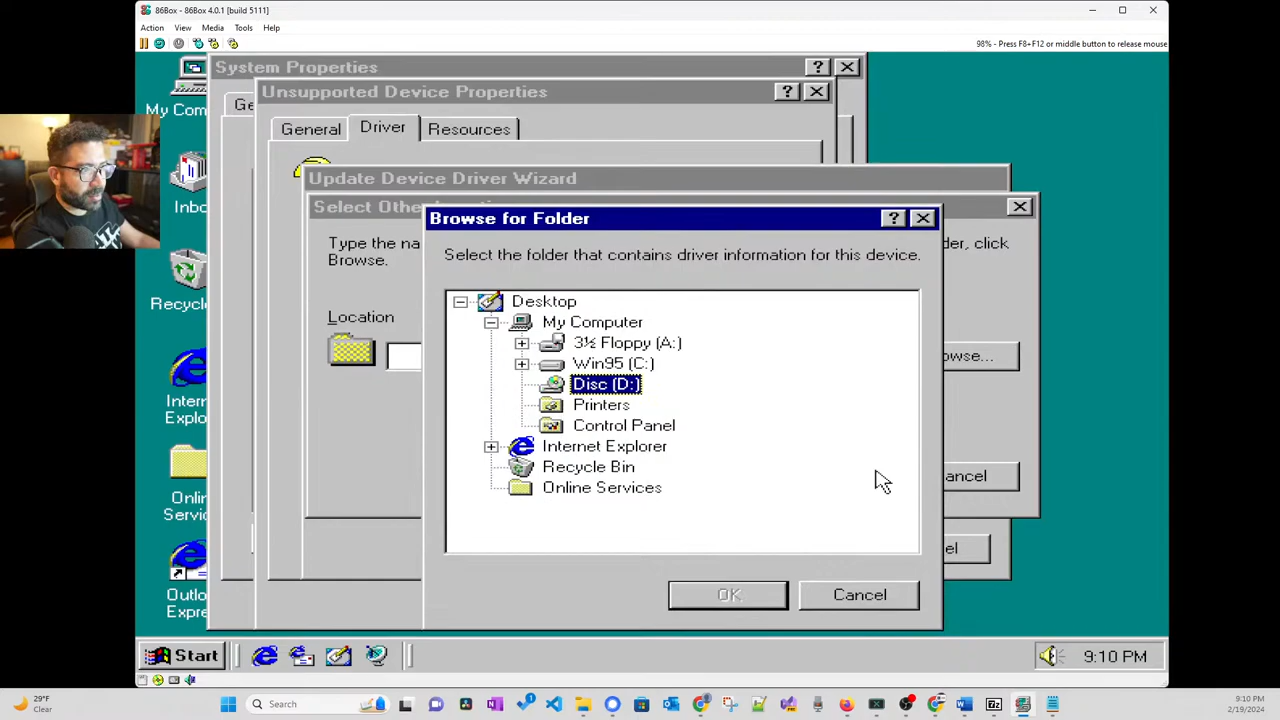 86Box - 86Box 4.0.1 [build 5111]
Action View Media Tools Help
98% - Press F8+F12 or middle button to release mouse
System Properties
My Com
Ge
Unsupported Device Properties
General Driver Resources
Update Device Driver Wizard
Select Othe
Type the na
der, click
Browse.
Location
owse...
ancel
el
Browse for Folder
Select the folder that contains driver information for this device.
Desktop
My Computer
3½ Floppy (A:)
Win95 (C:)
Disc (D:)
Printers
Control Panel
Internet Explorer
Recycle Bin
Online Services
OK Cancel
Inbo
Recycl
Intern
Explo
Onlin
Servic
Outlo
Expre
Start
9:10 PM
29°F
Clear
Search
9:10 PM
2/19/2024